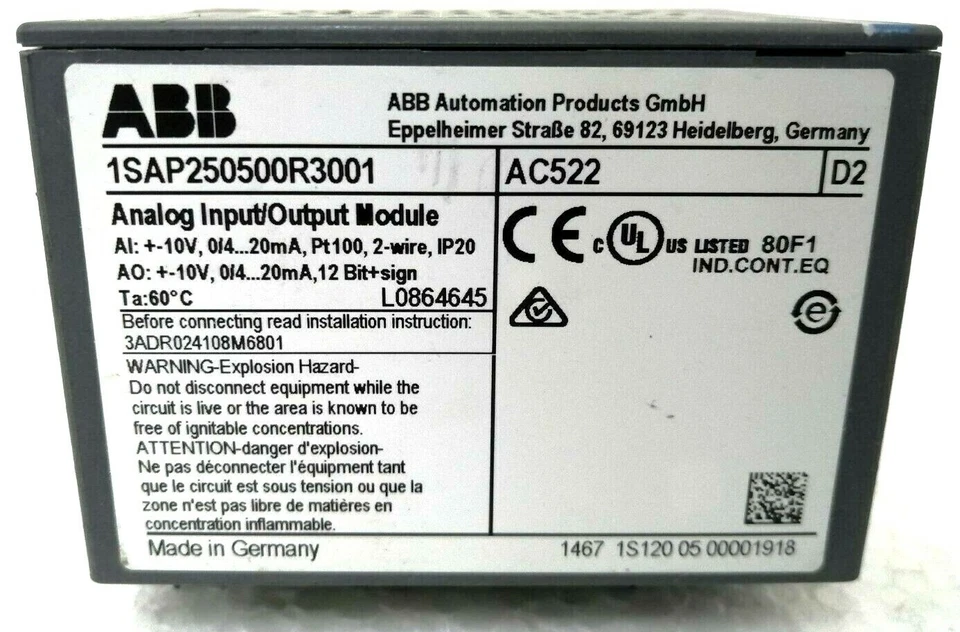 ABB
ABB Automation Products GmbH
Eppelheimer Straße 82, 69123 Heidelberg, Germany
1SAP250500R3001
AC522
D2
Analog Input/Output Module
AI: +-10V, 0/4...20mA, Pt100, 2-wire, IP20
AO: +-10V, 0/4...20mA,12 Bit+sign
Ta:60°C
L0864645
CE
c UL US LISTED 80F1
IND.CONT.EQ
e
Before connecting read installation instruction:
3ADR024108M6801
WARNING-Explosion Hazard-
Do not disconnect equipment while the
circuit is live or the area is known to be
free of ignitable concentrations.
ATTENTION-danger d'explosion-
Ne pas déconnecter l'équipment tant
que le circuit est sous tension ou que la
zone n'est pas libre de matières en
concentration inflammable.
Made in Germany
1467 1S120 05 00001918